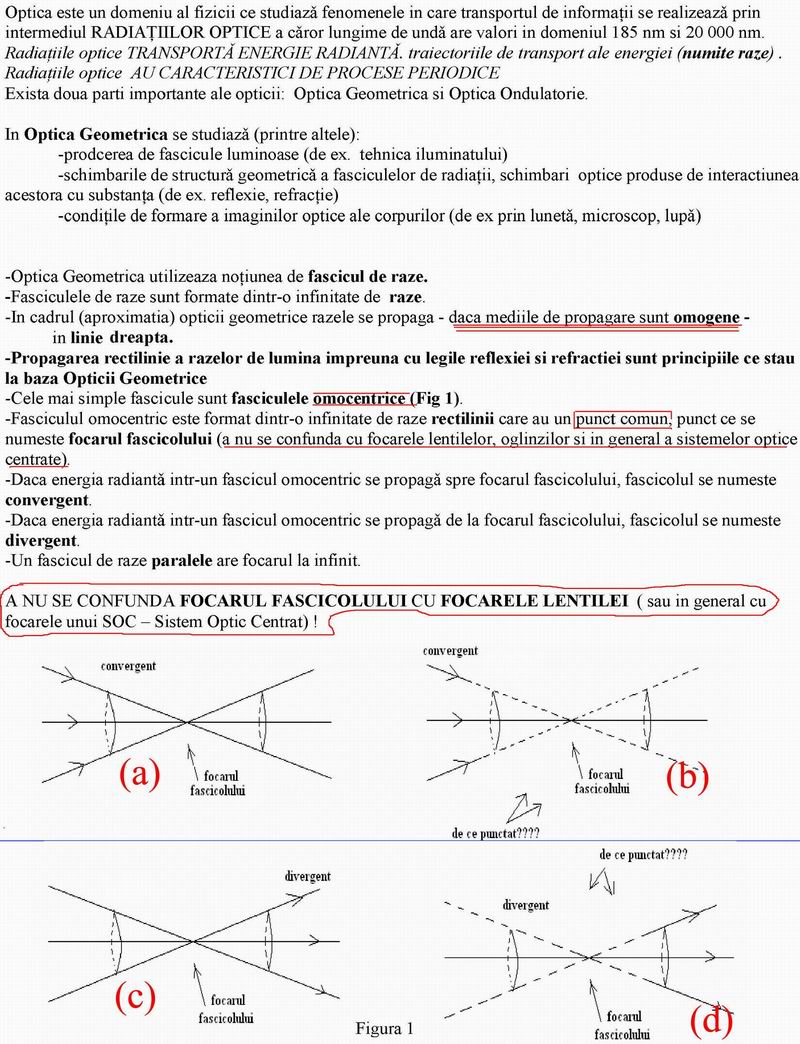 Optica este un domeniu al fizicii ce studiază fenomenele in care transportul de informații se realizează prin
intermediul RADIAȚIILOR OPTICE a căror lungime de undă are valori in domeniul 185 nm si 20 000 nm.
Radiațiile optice TRANSPORTĂ ENERGIE RADIANTĂ. traiectoriile de transport ale energiei (numite raze) .
Radiațiile optice AU CARACTERISTICI DE PROCESE PERIODICE
Exista doua parti importante ale opticii: Optica Geometrica si Optica Ondulatorie.
In Optica Geometrica se studiază (printre altele):
-prodcerea de fascicule luminoase (de ex. tehnica iluminatului)
-schimbarile de structură geometrică a fasciculelor de radiații, schimbari optice produse de interactiunea
acestora cu substanța (de ex. reflexie, refracție)
-condițile de formare a imaginilor optice ale corpurilor (de ex prin lunetă, microscop, lupă)
-Optica Geometrica utilizeaza noțiunea de fascicul de raze.
-Fasciculele de raze sunt formate dintr-o infinitate de raze.
-In cadrul (aproximatia) opticii geometrice razele se propaga - daca mediile de propagare sunt omogene -
in linie dreapta.
-Propagarea rectilinie a razelor de lumina impreuna cu legile reflexiei si refractiei sunt principiile ce stau
la baza Opticii Geometrice
-Cele mai simple fascicule sunt fasciculele omocentrice (Fig 1).
-Fasciculul omocentric este format dintr-o infinitate de raze rectilinii care au un punct comun, punct ce se
numeste focarul fascicolului (a nu se confunda cu focarele lentilelor, oglinzilor si in general a sistemelor optice
centrate).
-Daca energia radiantă intr-un fascicul omocentric se propagă spre focarul fascicolului, fascicolul se numeste
convergent.
-Daca energia radiantă intr-un fascicul omocentric se propagă de la focarul fascicolului, fascicolul se numeste
divergent.
-Un fascicul de raze paralele are focarul la infinit.
A NU SE CONFUNDA FOCARUL FASCICOLULUI CU FOCARELE LENTILEI ( sau in general cu
focarele unui SOC – Sistem Optic Centrat) !
convergent
(a)
focarul
fascicolului
convergent
focarul
fascicolului
(b)
de ce punctat????
divergent
(c)
focarul
fascicolului
de ce punctat????
divergent
focarul
fascicolului
(d)
Figura 1